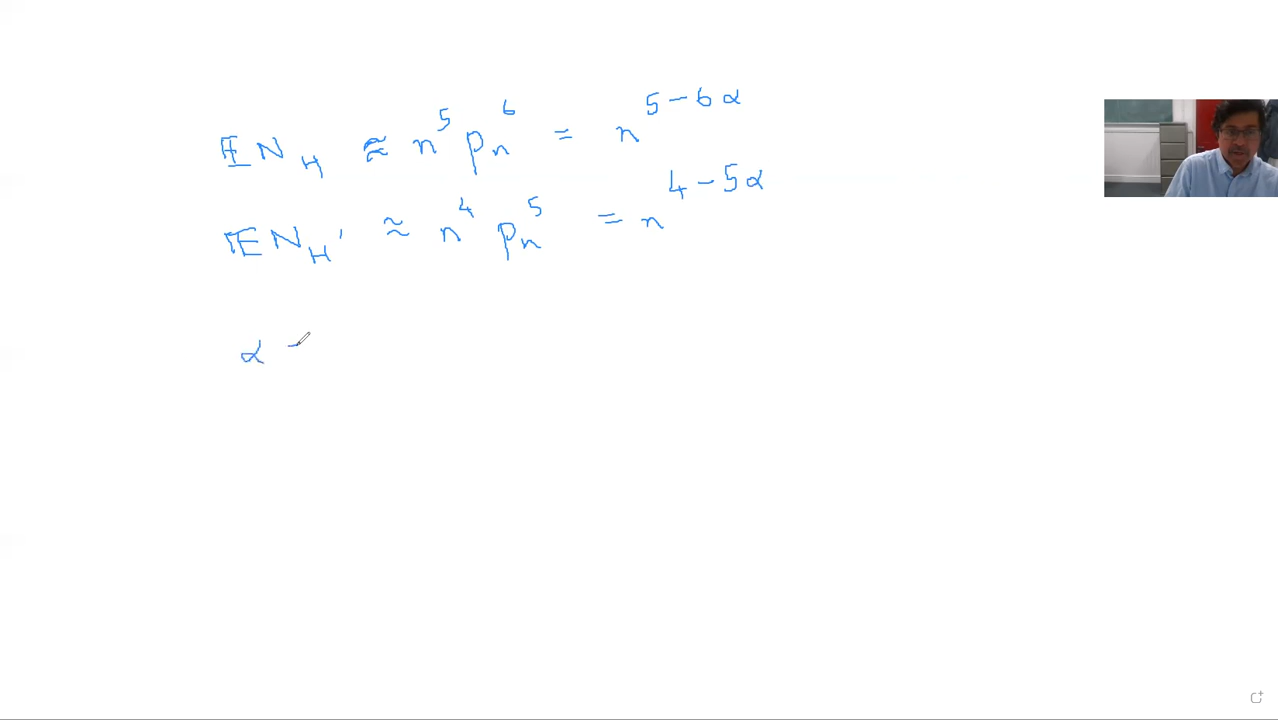 𝔼N_H ≈ n^5 p_n^6 = n^{5-6α}
𝔼N_{H'} ≈ n^4 p_n^5 = n^{4-5α}
α -